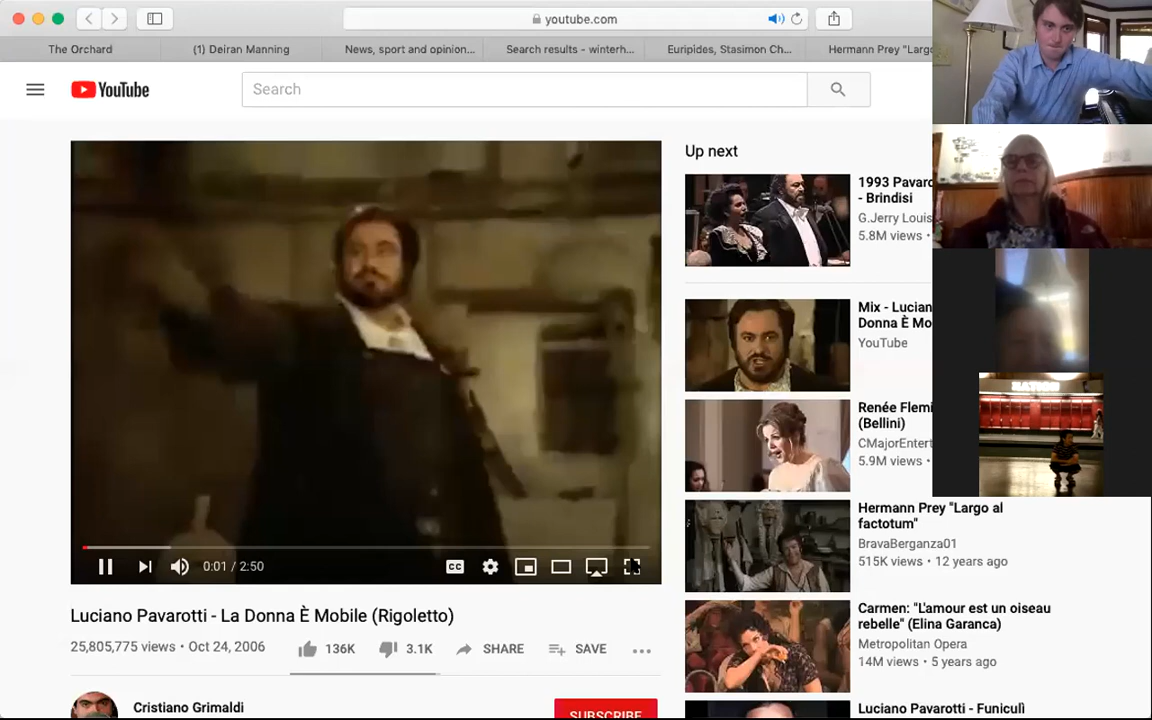 youtube.com
The Orchard
(1) Deiran Manning
News, sport and opinion...
Search results - winterh...
Euripides, Stasimon Ch...
Hermann Prey "Largo
YouTube
Search
Up next
1993 Pavaro
- Brindisi
G.Jerry Louis
5.8M views •
Mix - Lucian
Donna È Mo
YouTube
Renée Flemi
(Bellini)
CMajorEntert
5.9M views •
Hermann Prey "Largo al
factotum"
BravaBerganza01
515K views • 12 years ago
Carmen: "L'amour est un oiseau
rebelle" (Elina Garanca)
Metropolitan Opera
14M views • 5 years ago
Luciano Pavarotti - Funiculì
NATION
0:01 / 2:50
CC
Luciano Pavarotti - La Donna È Mobile (Rigoletto)
25,805,775 views • Oct 24, 2006
136K
3.1K
SHARE
SAVE
Cristiano Grimaldi
SUBSCRIBE